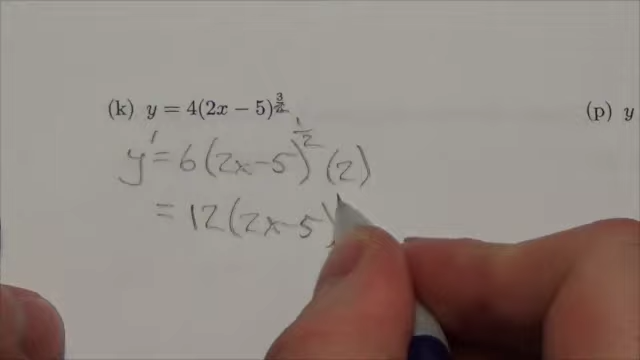 (k) y = 4(2x − 5)^{3/2}
(p) y
y' = 6(2x-5)^{1/2}(2)
= 12(2x-5)